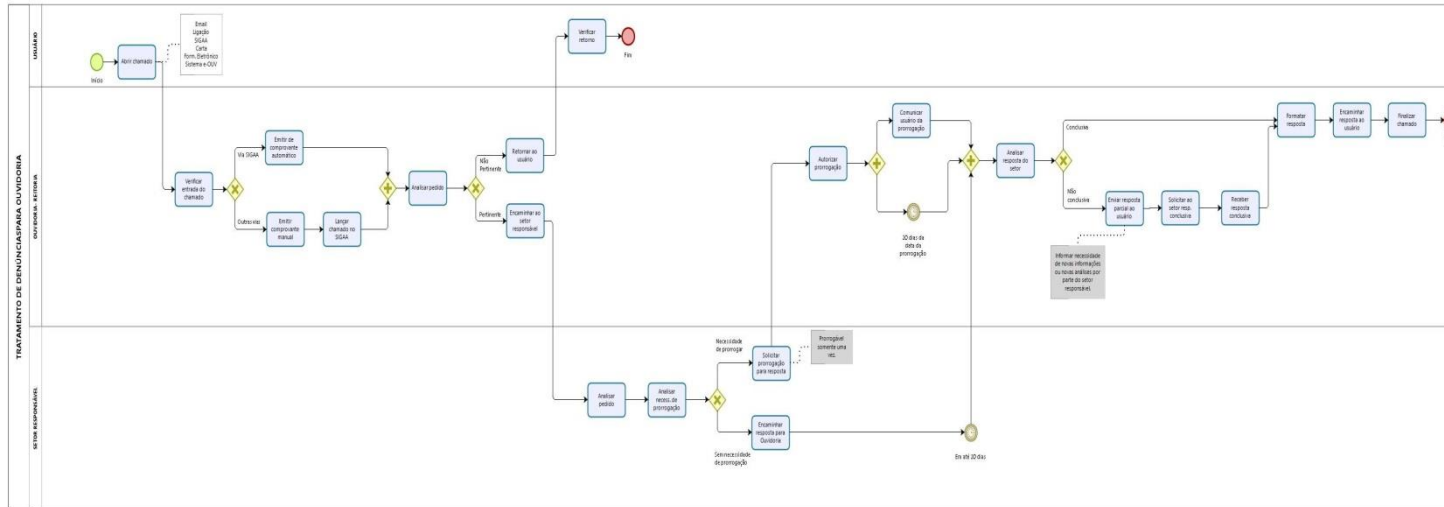 TRATAMENTO DE DENÚNCIASPARA OUVIDORIA
USUÁRIO
Início
Abrir chamado
Email
Ligação
SIGAA
Carta
Form. Eletrônico
Sistema e-OUV
Verificar
retorno
Fim
OUVIDORIA - REITORIA
Verificar
entrada do
chamado
Via SIGAA
Emitir de
comprovante
automático
Outras vias
Emitir
comprovante
manual
Lançar
chamado no
SIGAA
Analisar pedido
Não
Pertinente
Retornar ao
usuário
Pertinente
Encaminhar ao
setor
responsável
Autorizar
prorrogação
Comunicar
usuário da
prorrogação
20 dias da
data da
prorrogação
Analisar
resposta do
setor
Conclusiva
Não
conclusiva
Enviar resposta
parcial ao
usuário
Informar necessidade
de novas informações
ou novas análises por
parte do setor
responsável.
Solicitar ao
setor resp.
conclusiva
Receber
resposta
conclusiva
Formatar
resposta
Encaminhar
resposta ao
usuário
Finalizar
chamado
SETOR RESPONSÁVEL
Analisar
pedido
Analisar
necess. de
prorrogação
Necessidade
de prorrogar
Solicitar
prorrogação
para resposta
Prorrogável
somente uma
vez.
Sem necessidade
de prorrogação
Encaminhar
resposta para
Ouvidoria
Em até 20 dias